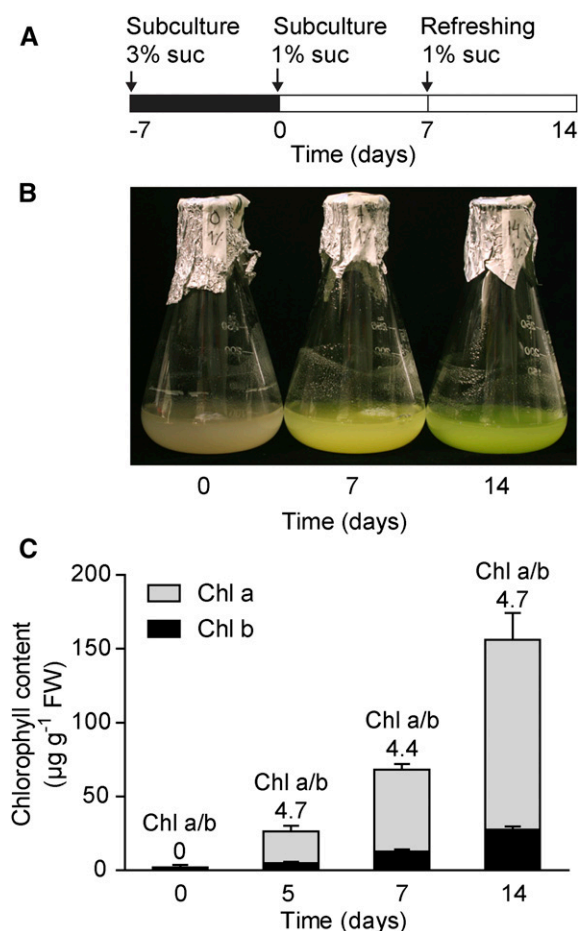 A
Subculture
3% suc
Subculture
1% suc
Refreshing
1% suc
-7 0 7 14
Time (days)
B
0 7 14
Time (days)
C
Chlorophyll content
(µg g⁻¹ FW)
200
150
100
50
0
Chl a
Chl b
Chl a/b
0
Chl a/b
4.7
Chl a/b
4.4
Chl a/b
4.7
0 5 7 14
Time (days)